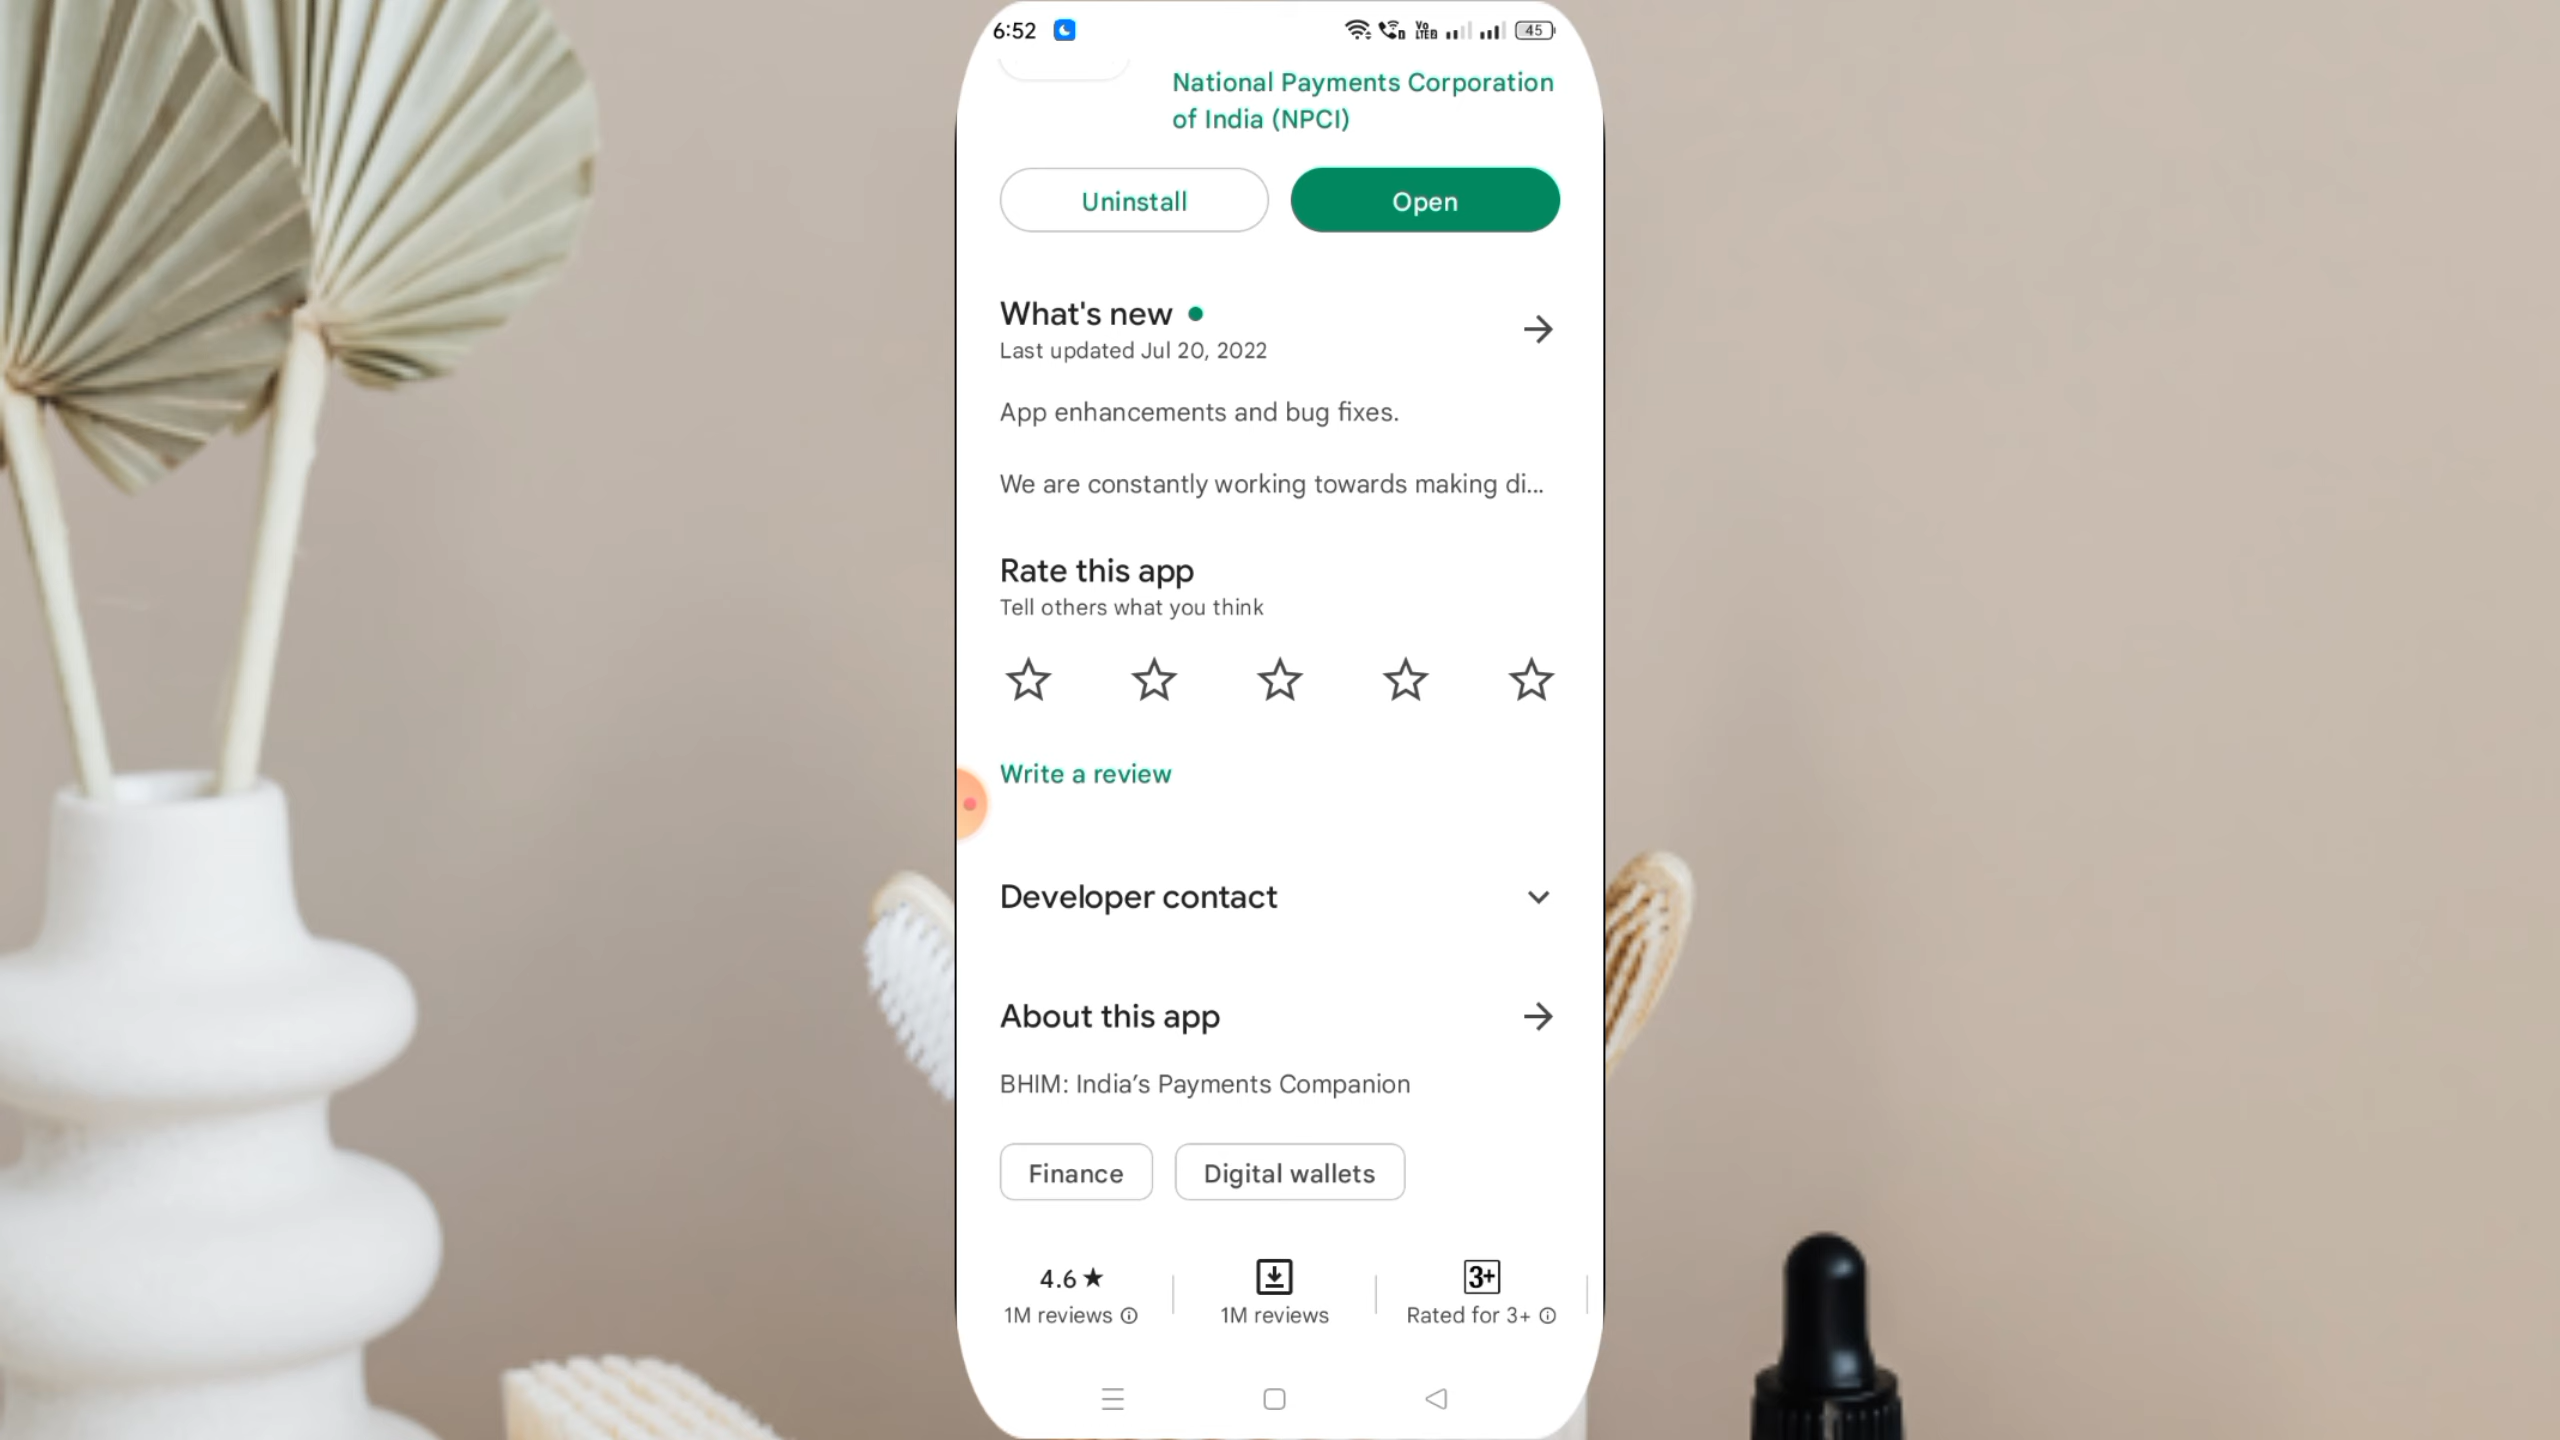 6:52
Vo
LTE2
45
National Payments Corporation
of India (NPCI)
Uninstall
Open
What's new
Last updated Jul 20, 2022
App enhancements and bug fixes.
We are constantly working towards making di...
Rate this app
Tell others what you think
Write a review
Developer contact
About this app
BHIM: India’s Payments Companion
Finance
Digital wallets
4.6★
3+
1M reviews
1M reviews
Rated for 3+